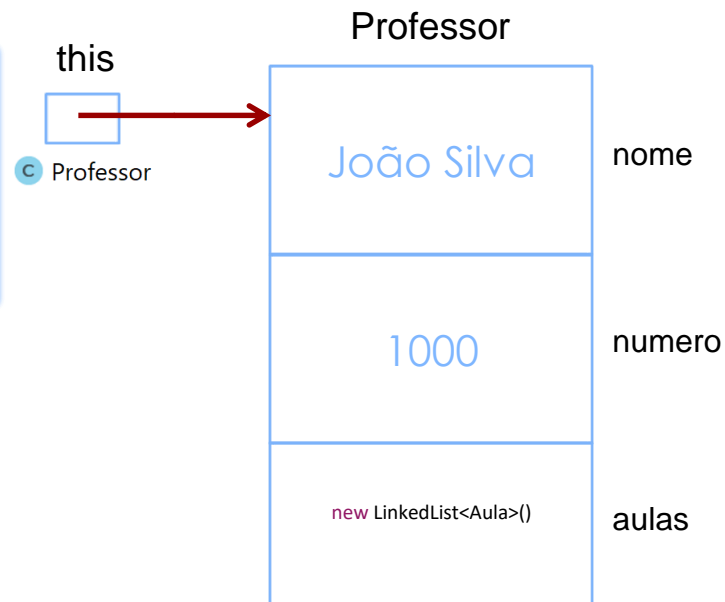 Professor
this
João Silva
nome
C Professor
1000
numero
new LinkedList<Aula>()
aulas